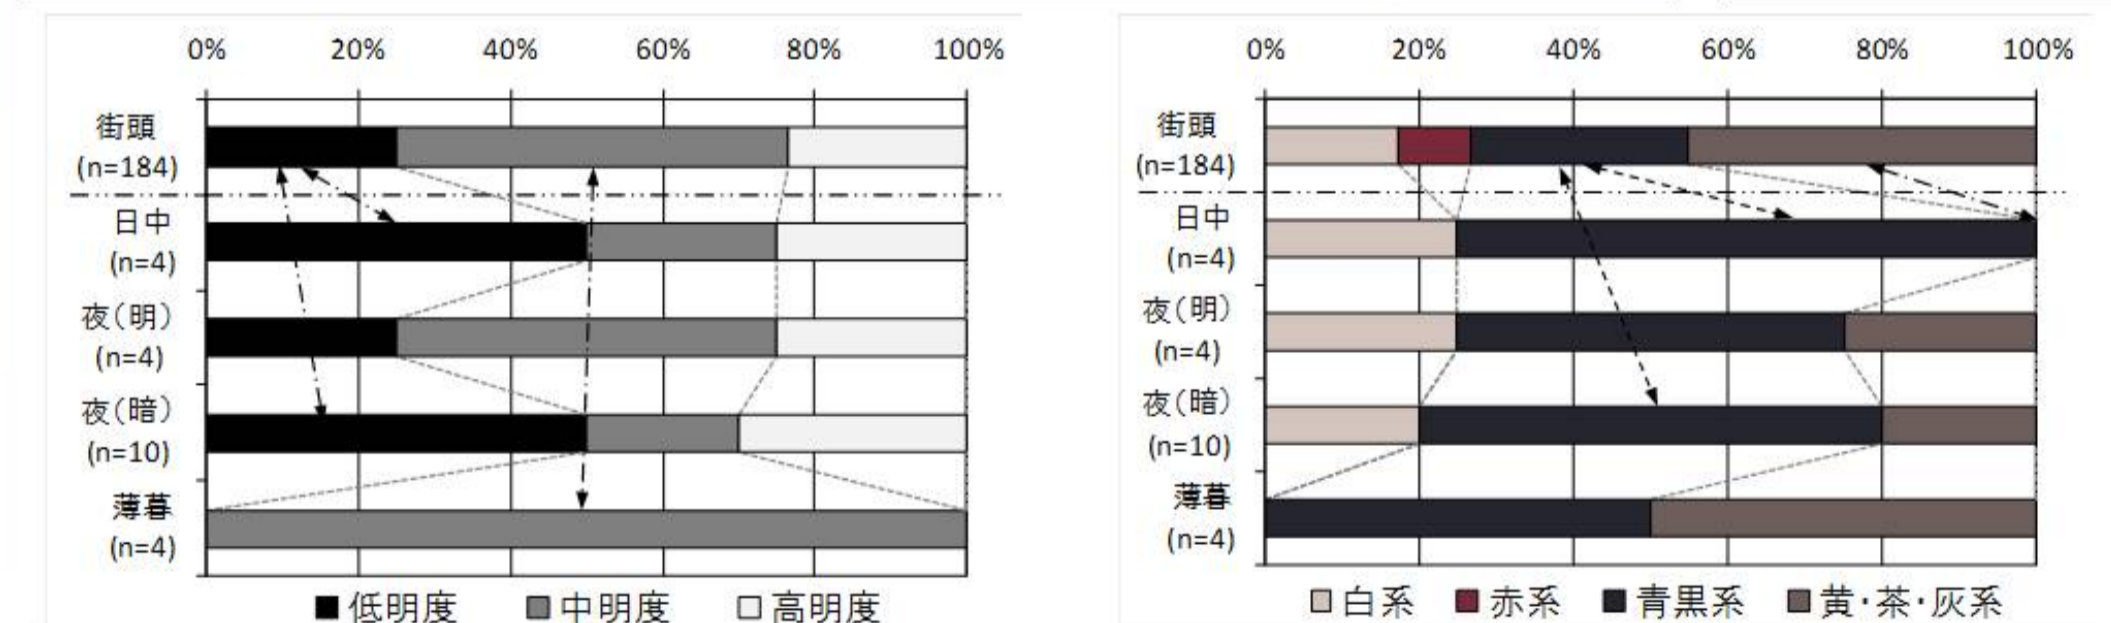 0% 20% 40% 60% 80% 100%
街頭
(n=184)
日中
(n=4)
夜(明)
(n=4)
夜(暗)
(n=10)
薄暮
(n=4)
低明度 中明度 高明度
0% 20% 40% 60% 80% 100%
街頭
(n=184)
日中
(n=4)
夜(明)
(n=4)
夜(暗)
(n=10)
薄暮
(n=4)
白系 赤系 青黒系 黄・茶・灰系